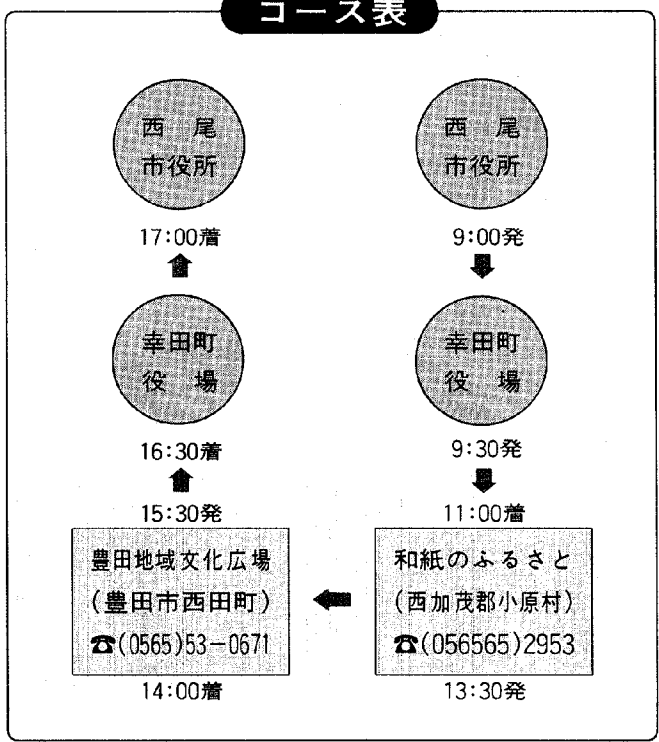 コース表
西尾
市役所
9:00発
幸田町
役場
9:30発
11:00着
和紙のふるさと
(西加茂郡小原村)
☎(056565)2953
13:30発
14:00着
豊田地域文化広場
(豊田市西田町)
☎(0565)53-0671
15:30発
16:30着
幸田町
役場
17:00着
西尾
市役所